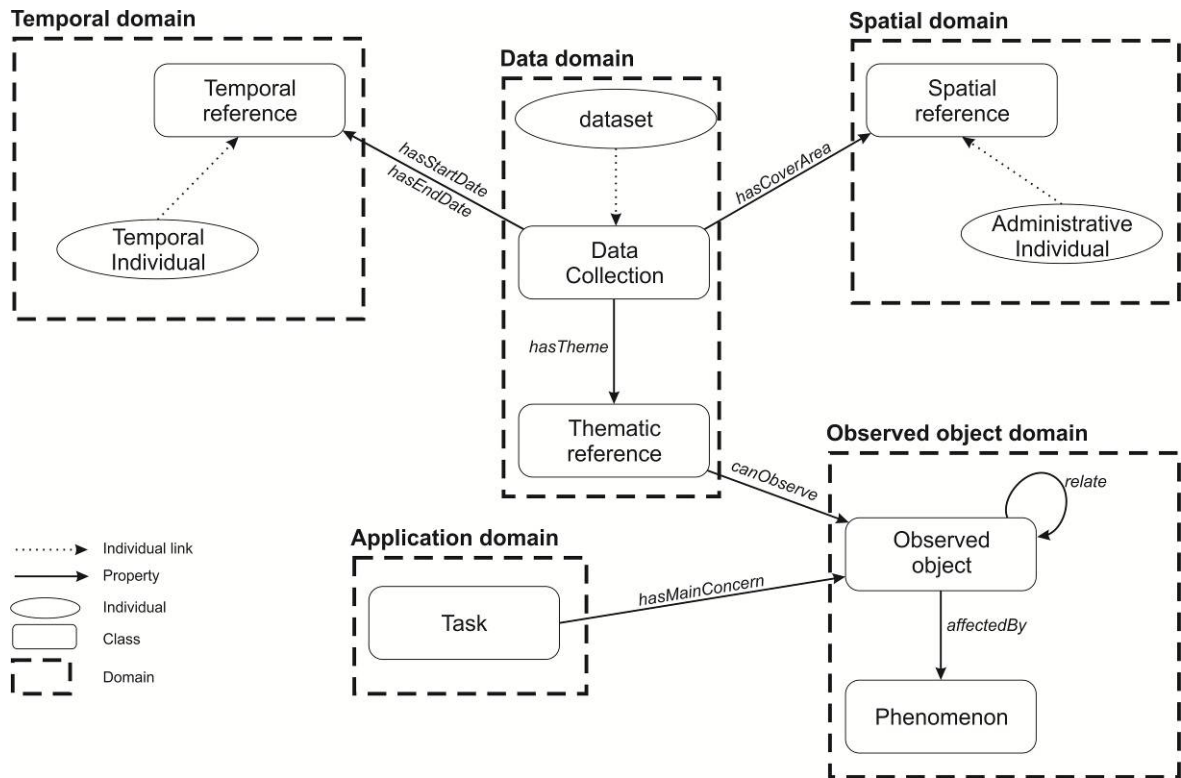 Temporal domain
Spatial domain
Data domain
Temporal
reference
dataset
Spatial
reference
hasStartDate
hasEndDate
hasCoverArea
Temporal
Individual
Data
Collection
Administrative
Individual
hasTheme
Thematic
reference
Observed object domain
canObserve
relate
Application domain
Observed
object
Individual link
Property
hasMainConcern
Individual
Task
affectedBy
Class
Domain
Phenomenon